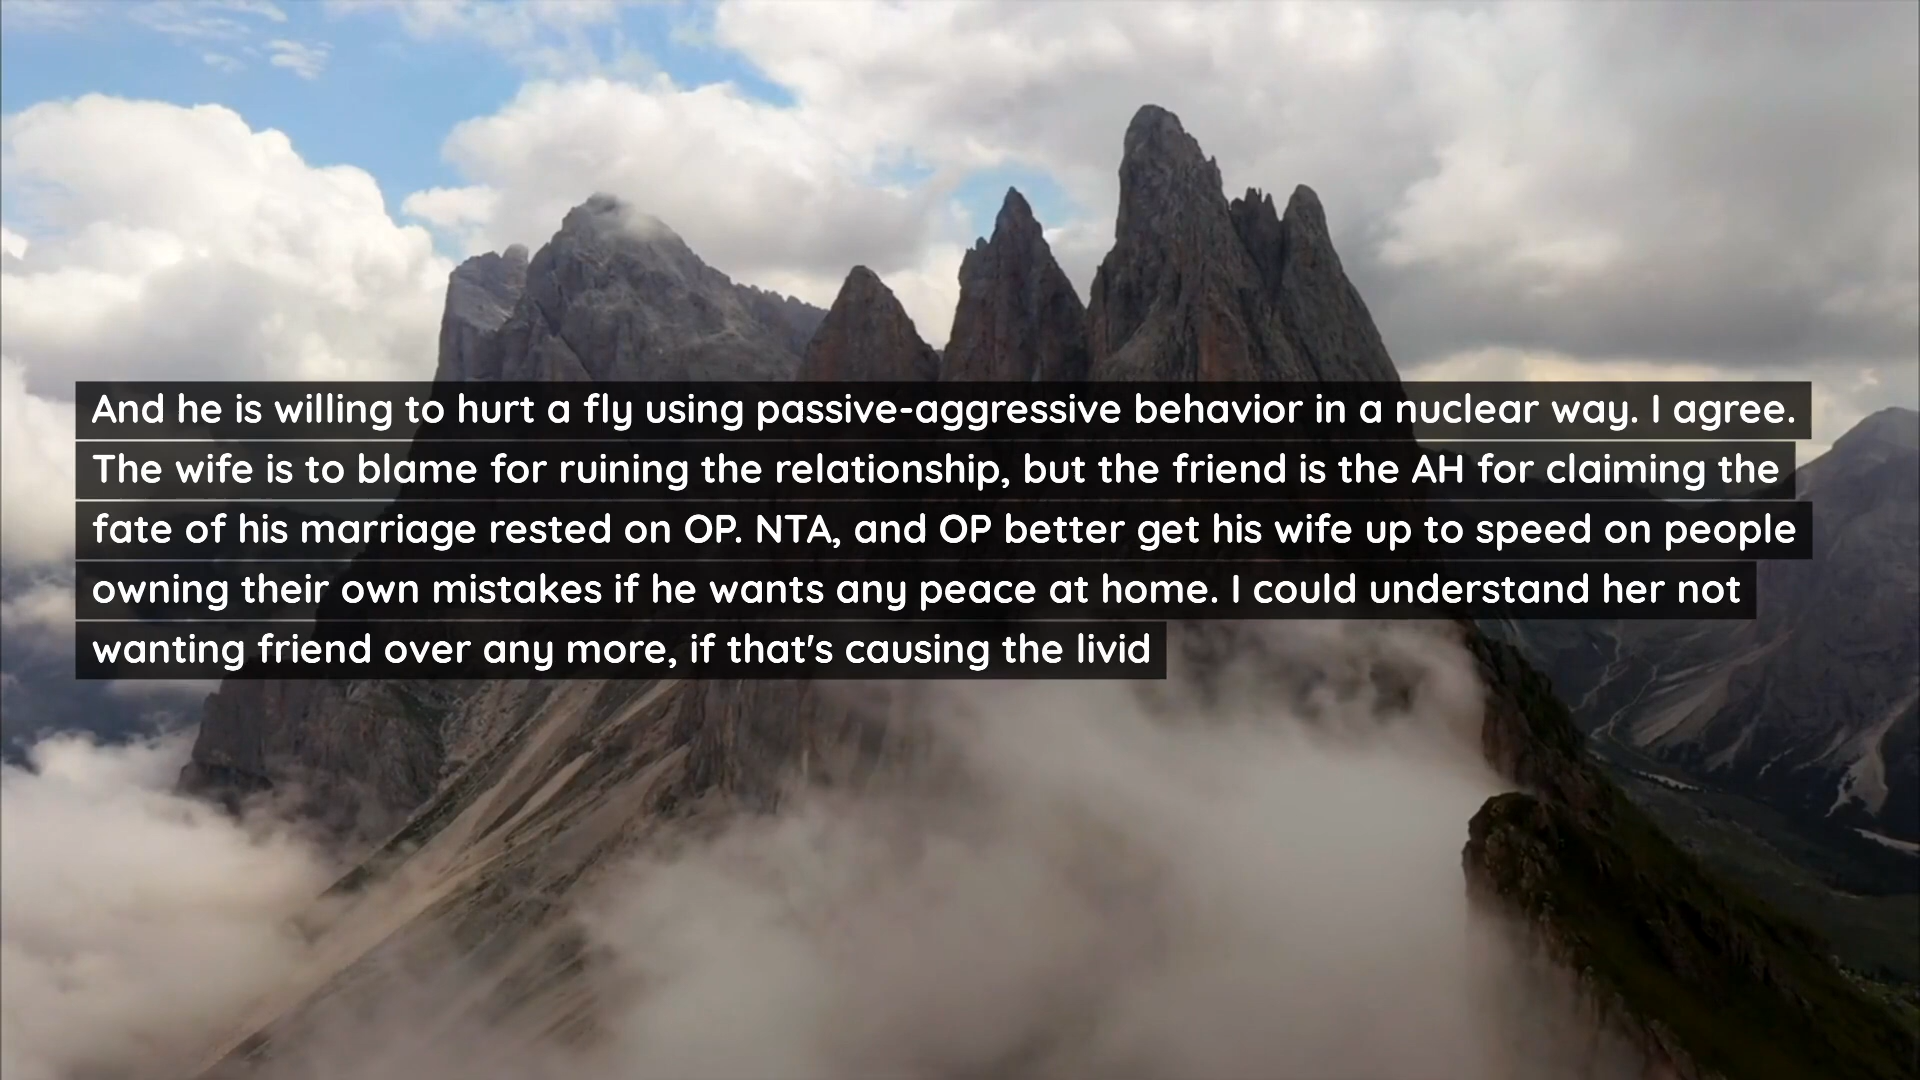 And he is willing to hurt a fly using passive-aggressive behavior in a nuclear way. I agree.
The wife is to blame for ruining the relationship, but the friend is the AH for claiming the
fate of his marriage rested on OP. NTA, and OP better get his wife up to speed on people
owning their own mistakes if he wants any peace at home. I could understand her not
wanting friend over any more, if that's causing the livid